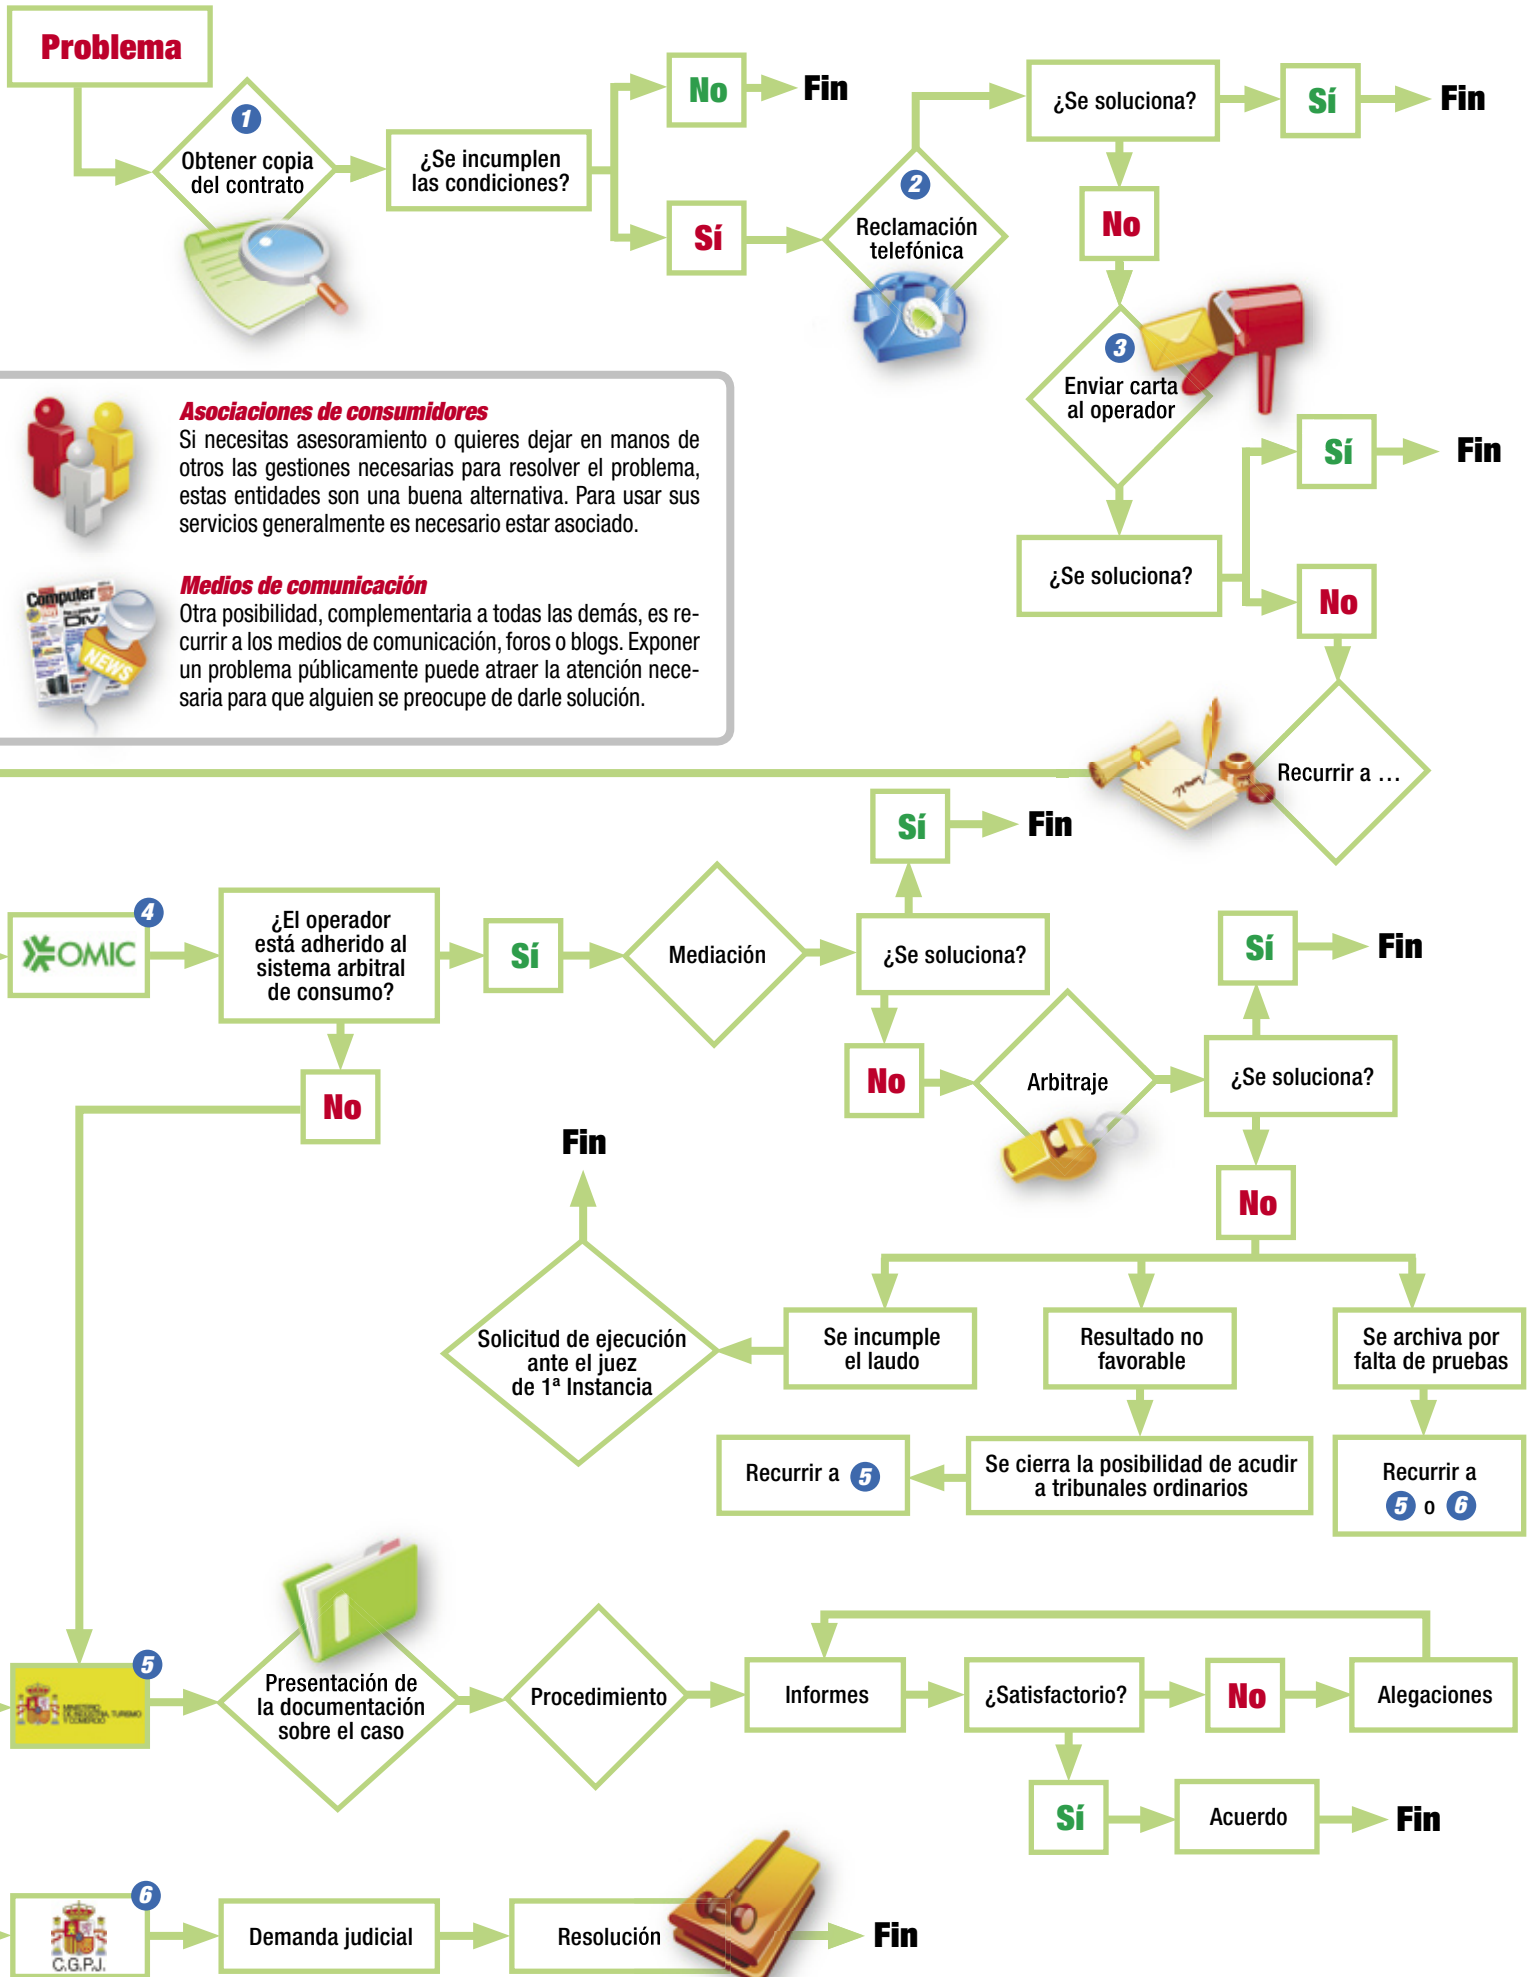 Problema
1
Obtener copia
del contrato
¿Se incumplen
las condiciones?
No
Fin
Sí
2
Reclamación
telefónica
¿Se soluciona?
Sí
Fin
No
3
Enviar carta
al operador
¿Se soluciona?
Sí
Fin
No
Recurrir a ...
Asociaciones de consumidores
Si necesitas asesoramiento o quieres dejar en manos de
otros las gestiones necesarias para resolver el problema,
estas entidades son una buena alternativa. Para usar sus
servicios generalmente es necesario estar asociado.
Computer
NEWS
Medios de comunicación
Otra posibilidad, complementaria a todas las demás, es re-
currir a los medios de comunicación, foros o blogs. Exponer
un problema públicamente puede atraer la atención nece-
saria para que alguien se preocupe de darle solución.
4
OMIC
¿El operador
está adherido al
sistema arbitral
de consumo?
Sí
No
Mediación
¿Se soluciona?
Sí
Fin
No
Arbitraje
¿Se soluciona?
Sí
Fin
No
Se incumple
el laudo
Solicitud de ejecución
ante el juez
de 1ª Instancia
Fin
Resultado no
favorable
Se cierra la posibilidad de acudir
a tribunales ordinarios
Recurrir a 5
Se archiva por
falta de pruebas
Recurrir a
5 o 6
5
MINISTERIO
DE INDUSTRIA, TURISMO
Y COMERCIO
Presentación de
la documentación
sobre el caso
Procedimiento
Informes
¿Satisfactorio?
No
Alegaciones
Sí
Acuerdo
Fin
6
C.G.P.J.
Demanda judicial
Resolución
Fin